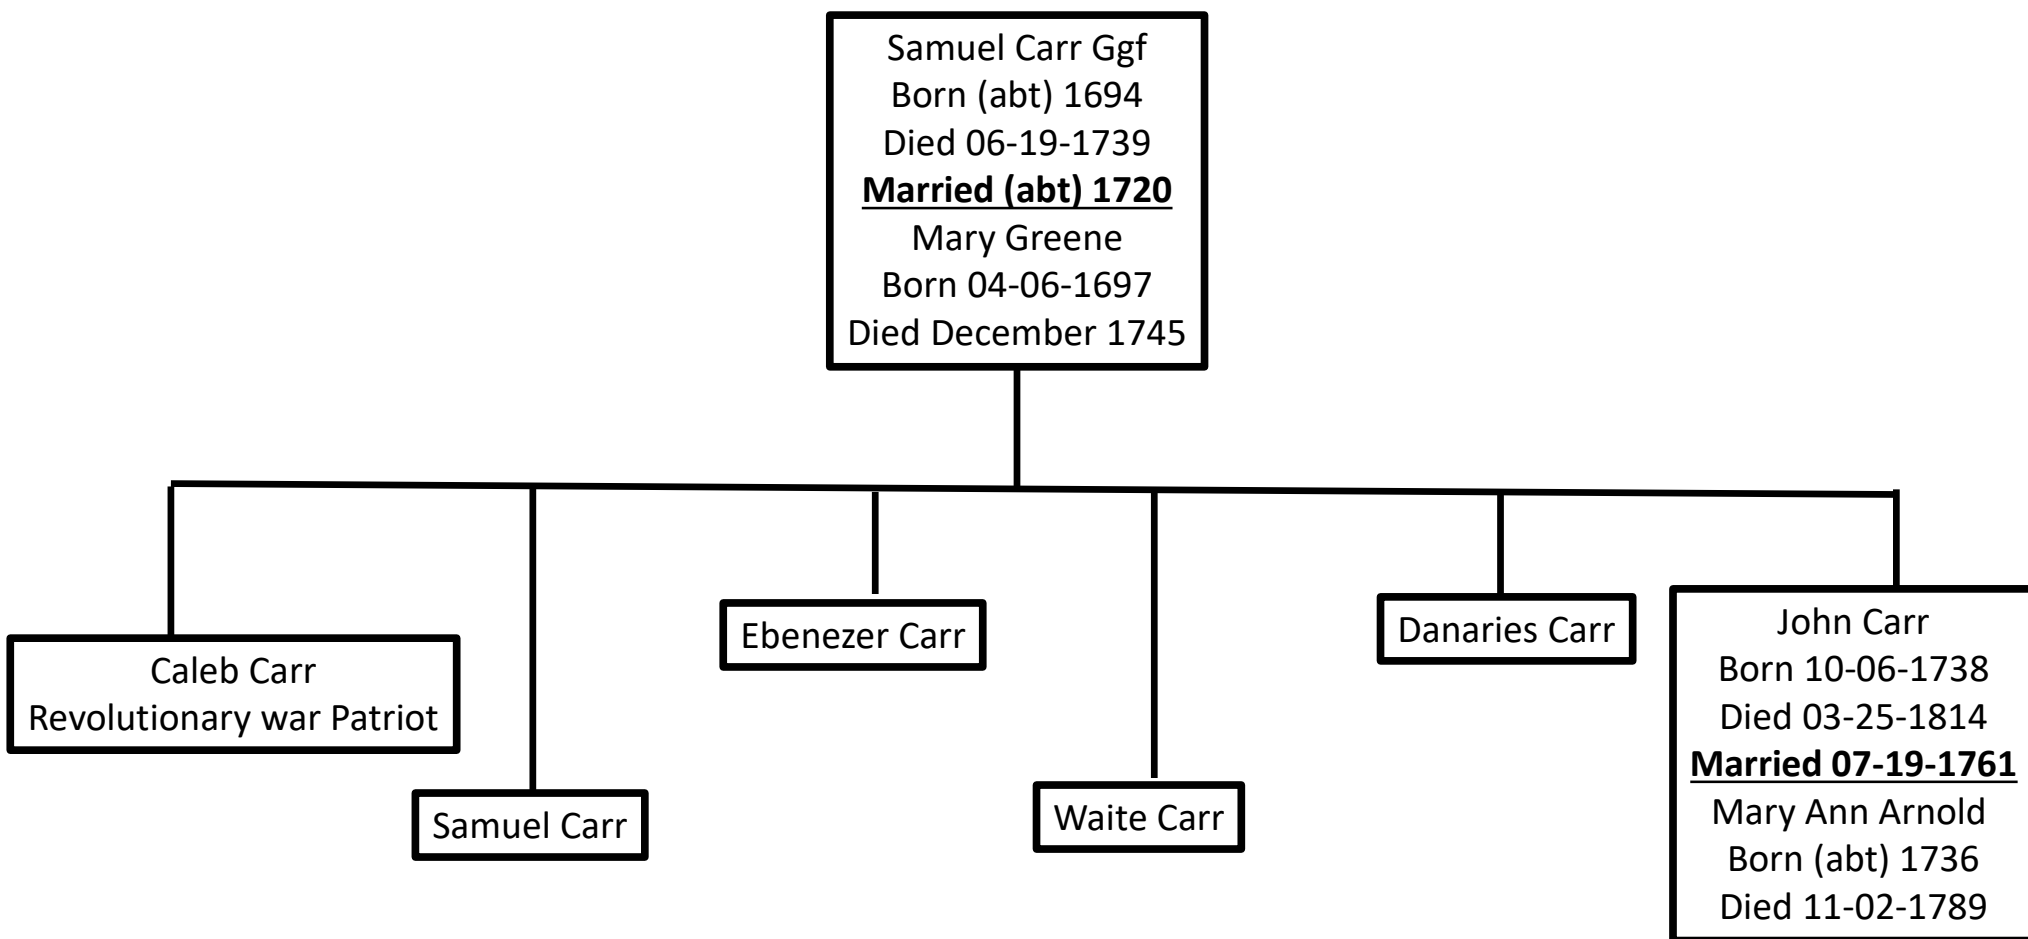 Samuel Carr Ggf
Born (abt) 1694
Died 06-19-1739
Married (abt) 1720
Mary Greene
Born 04-06-1697
Died December 1745
Caleb Carr
Revolutionary war Patriot
Samuel Carr
Ebenezer Carr
Waite Carr
Danaries Carr
John Carr
Born 10-06-1738
Died 03-25-1814
Married 07-19-1761
Mary Ann Arnold
Born (abt) 1736
Died 11-02-1789